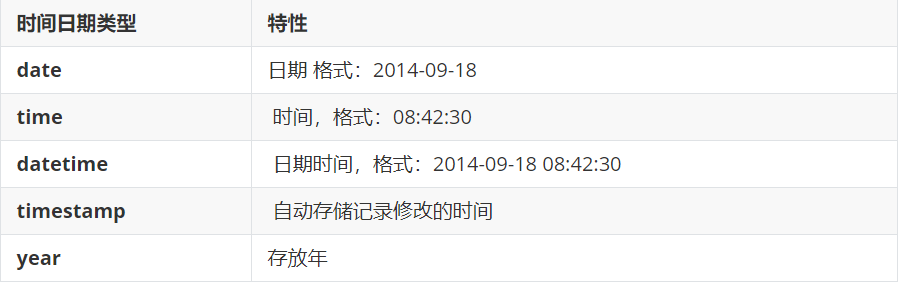 时间日期类型 特性
date 日期 格式：2014-09-18
time 时间，格式：08:42:30
datetime 日期时间，格式：2014-09-18 08:42:30
timestamp 自动存储记录修改的时间
year 存放年